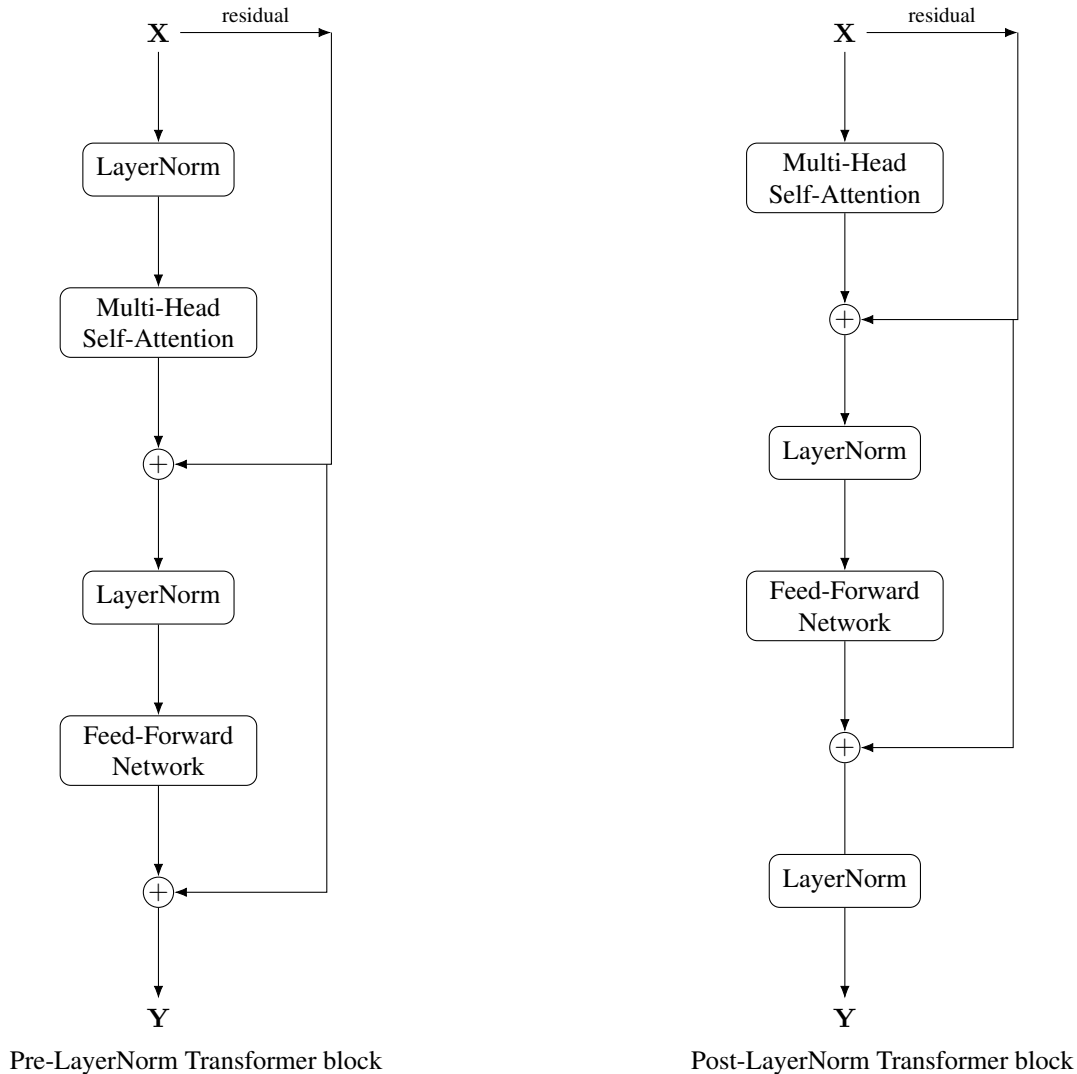 X
residual
LayerNorm
Multi-Head
Self-Attention
+
LayerNorm
Feed-Forward
Network
+
Y
Pre-LayerNorm Transformer block
X
residual
Multi-Head
Self-Attention
+
LayerNorm
Feed-Forward
Network
+
LayerNorm
Y
Post-LayerNorm Transformer block